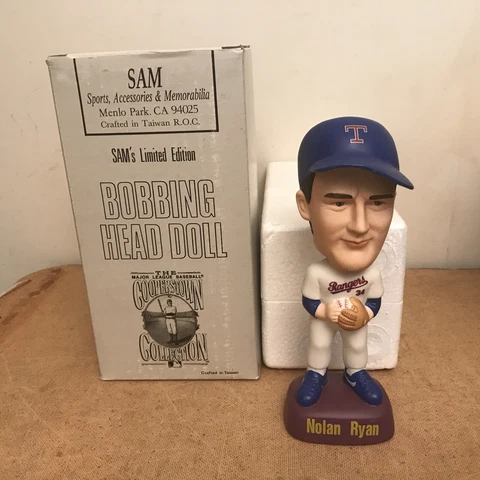 SAM
Sports, Accessories & Memorabilia
Menlo Park, CA 94025
Crafted in Taiwan R.O.C.
SAM's Limited Edition
BOBBING
HEAD DOLL
THE
MAJOR LEAGUE BASEBALL
COOPERSTOWN
COLLECTION
Crafted in Taiwan
T
Rangers
34
Nolan Ryan